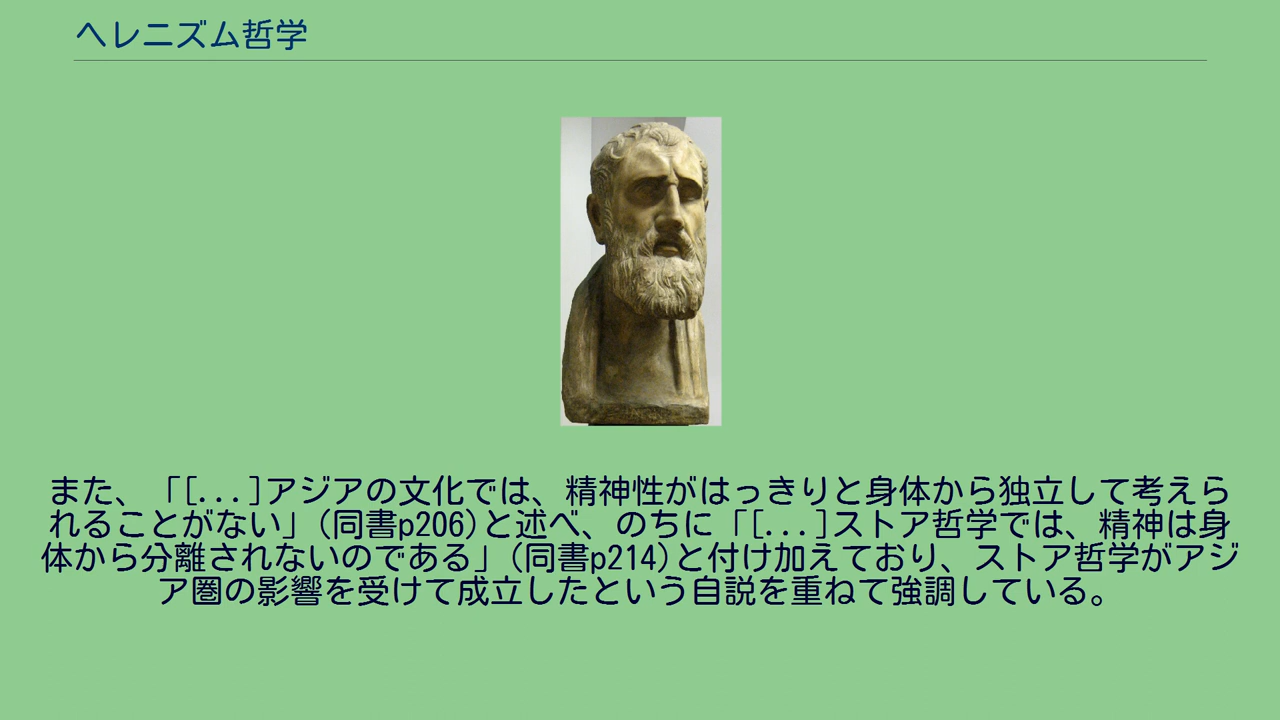 ヘレニズム哲学
また、「[...]アジアの文化では、精神性がはっきりと身体から独立して考えら
れることがない」(同書p206)と述べ、のちに「[...]ストア哲学では、精神は身
体から分離されないのである」(同書p214)と付け加えており、ストア哲学がアジ
ア圏の影響を受けて成立したという自説を重ねて強調している。